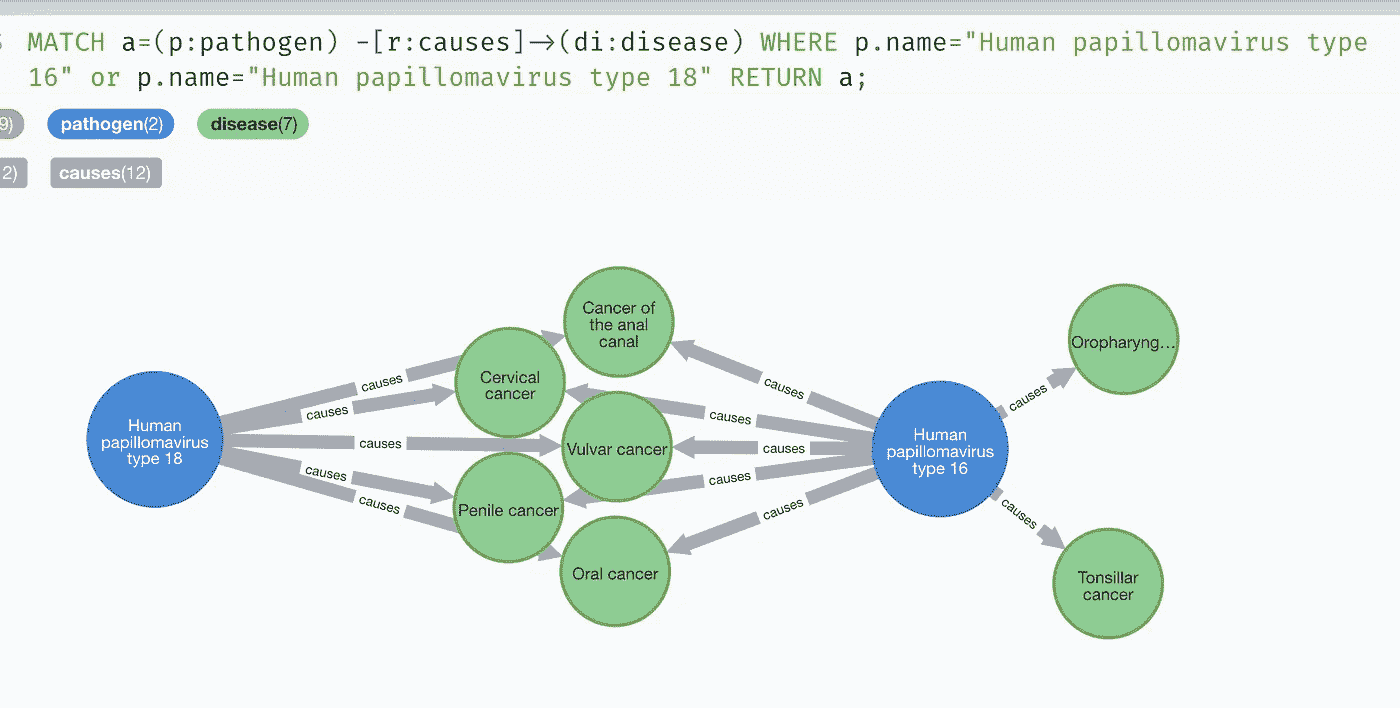 MATCH a=(p:pathogen) -[r:causes]->(di:disease) WHERE p.name="Human papillomavirus type
16" or p.name="Human papillomavirus type 18" RETURN a;
9) pathogen(2) disease(7)
2) causes(12)
Cancer of
the anal
canal
Oropharyng...
causes
causes
Cervical
cancer
causes
causes
causes
Human
papillomavirus
type 18
causes
Vulvar cancer
causes
Human
papillomavirus
type 16
causes
causes
Penile cancer
causes
causes
causes
Oral cancer
causes
Tonsillar
cancer